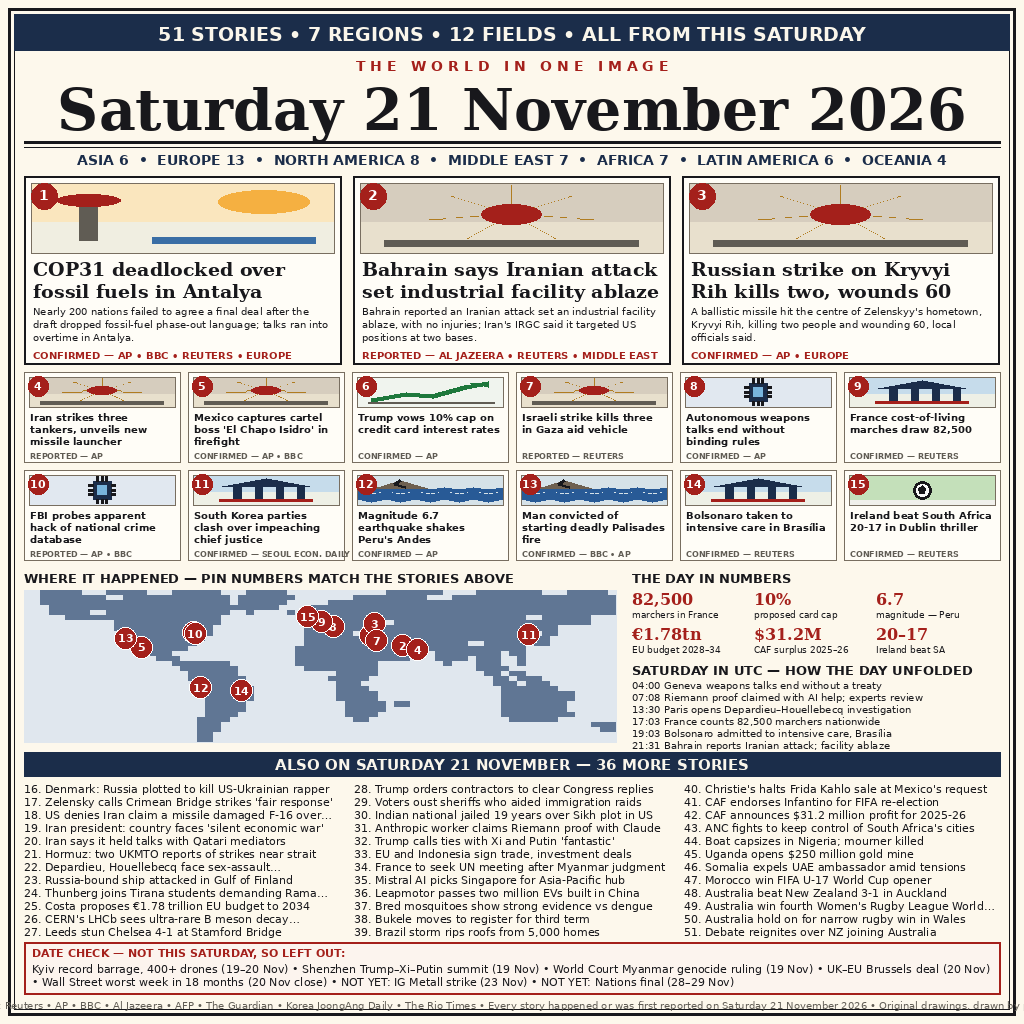 51 STORIES • 7 REGIONS • 12 FIELDS • ALL FROM THIS SATURDAY
THE WORLD IN ONE IMAGE
Saturday 21 November 2026
ASIA 6 • EUROPE 13 • NORTH AMERICA 8 • MIDDLE EAST 7 • AFRICA 7 • LATIN AMERICA 6 • OCEANIA 4
1
COP31 deadlocked over
fossil fuels in Antalya
Nearly 200 nations failed to agree a final deal after the
draft dropped fossil-fuel phase-out language; talks ran into
overtime in Antalya.
CONFIRMED — AP • BBC • REUTERS • EUROPE
2
Bahrain says Iranian attack
set industrial facility ablaze
Bahrain reported an Iranian attack set an industrial facility
ablaze, with no injuries; Iran's IRGC said it targeted US
positions at two bases.
REPORTED — AL JAZEERA • REUTERS • MIDDLE EAST
3
Russian strike on Kryvyi
Rih kills two, wounds 60
A ballistic missile hit the centre of Zelenskyy's hometown,
Kryvyi Rih, killing two people and wounding 60, local
officials said.
CONFIRMED — AP • EUROPE
4
Iran strikes three
tankers, unveils new
missile launcher
REPORTED — AP
5
Mexico captures cartel
boss 'El Chapo Isidro' in
firefight
CONFIRMED — AP • BBC
6
Trump vows 10% cap on
credit card interest rates
CONFIRMED — AP
7
Israeli strike kills three
in Gaza aid vehicle
REPORTED — REUTERS
8
Autonomous weapons
talks end without
binding rules
CONFIRMED — AP
9
France cost-of-living
marches draw 82,500
CONFIRMED — REUTERS
10
FBI probes apparent
hack of national crime
database
REPORTED — AP • BBC
11
South Korea parties
clash over impeaching
chief justice
CONFIRMED — SEOUL ECON. DAILY
12
Magnitude 6.7
earthquake shakes
Peru's Andes
CONFIRMED — AP
13
Man convicted of
starting deadly Palisades
fire
CONFIRMED — BBC • AP
14
Bolsonaro taken to
intensive care in Brasília
CONFIRMED — REUTERS
15
Ireland beat South Africa
20-17 in Dublin thriller
CONFIRMED — REUTERS
WHERE IT HAPPENED — PIN NUMBERS MATCH THE STORIES ABOVE
15
9
8
3
7
2
4
11
13
5
10
12
14
THE DAY IN NUMBERS
82,500
marchers in France
10%
proposed card cap
6.7
magnitude — Peru
€1.78tn
EU budget 2028–34
$31.2M
CAF surplus 2025–26
20–17
Ireland beat SA
SATURDAY IN UTC — HOW THE DAY UNFOLDED
04:00 Geneva weapons talks end without a treaty
07:08 Riemann proof claimed with AI help; experts review
13:30 Paris opens Depardieu–Houellebecq investigation
17:03 France counts 82,500 marchers nationwide
19:03 Bolsonaro admitted to intensive care, Brasília
21:31 Bahrain reports Iranian attack; facility ablaze
ALSO ON SATURDAY 21 NOVEMBER — 36 MORE STORIES
16. Denmark: Russia plotted to kill US-Ukrainian rapper
17. Zelensky calls Crimean Bridge strikes 'fair response'
18. US denies Iran claim a missile damaged F-16 over...
19. Iran president: country faces 'silent economic war'
20. Iran says it held talks with Qatari mediators
21. Hormuz: two UKMTO reports of strikes near strait
22. Depardieu, Houellebecq face sex-assault...
23. Russia-bound ship attacked in Gulf of Finland
24. Thunberg joins Tirana students demanding Rama...
25. Costa proposes €1.78 trillion EU budget to 2034
26. CERN's LHCb sees ultra-rare B meson decay...
27. Leeds stun Chelsea 4-1 at Stamford Bridge
28. Trump orders contractors to clear Congress replies
29. Voters oust sheriffs who aided immigration raids
30. Indian national jailed 19 years over Sikh plot in US
31. Anthropic worker claims Riemann proof with Claude
32. Trump calls ties with Xi and Putin 'fantastic'
33. EU and Indonesia sign trade, investment deals
34. France to seek UN meeting after Myanmar judgment
35. Mistral AI picks Singapore for Asia-Pacific hub
36. Leapmotor passes two million EVs built in China
37. Bred mosquitoes show strong evidence vs dengue
38. Bukele moves to register for third term
39. Brazil storm rips roofs from 5,000 homes
40. Christie's halts Frida Kahlo sale at Mexico's request
41. CAF endorses Infantino for FIFA re-election
42. CAF announces $31.2 million profit for 2025-26
43. ANC fights to keep control of South Africa's cities
44. Boat capsizes in Nigeria; mourner killed
45. Uganda opens $250 million gold mine
46. Somalia expels UAE ambassador amid tensions
47. Morocco win FIFA U-17 World Cup opener
48. Australia beat New Zealand 3-1 in Auckland
49. Australia win fourth Women's Rugby League World...
50. Australia hold on for narrow rugby win in Wales
51. Debate reignites over NZ joining Australia
DATE CHECK — NOT THIS SATURDAY, SO LEFT OUT:
Kyiv record barrage, 400+ drones (19–20 Nov) • Shenzhen Trump–Xi–Putin summit (19 Nov) • World Court Myanmar genocide ruling (19 Nov) • UK–EU Brussels deal (20 Nov)
• Wall Street worst week in 18 months (20 Nov close) • NOT YET: IG Metall strike (23 Nov) • NOT YET: Nations final (28–29 Nov)
Reuters • AP • BBC • Al Jazeera • AFP • The Guardian • Korea JoongAng Daily • The Rio Times • Every story happened or was first reported on Saturday 21 November 2026 • Original drawings, drawn by